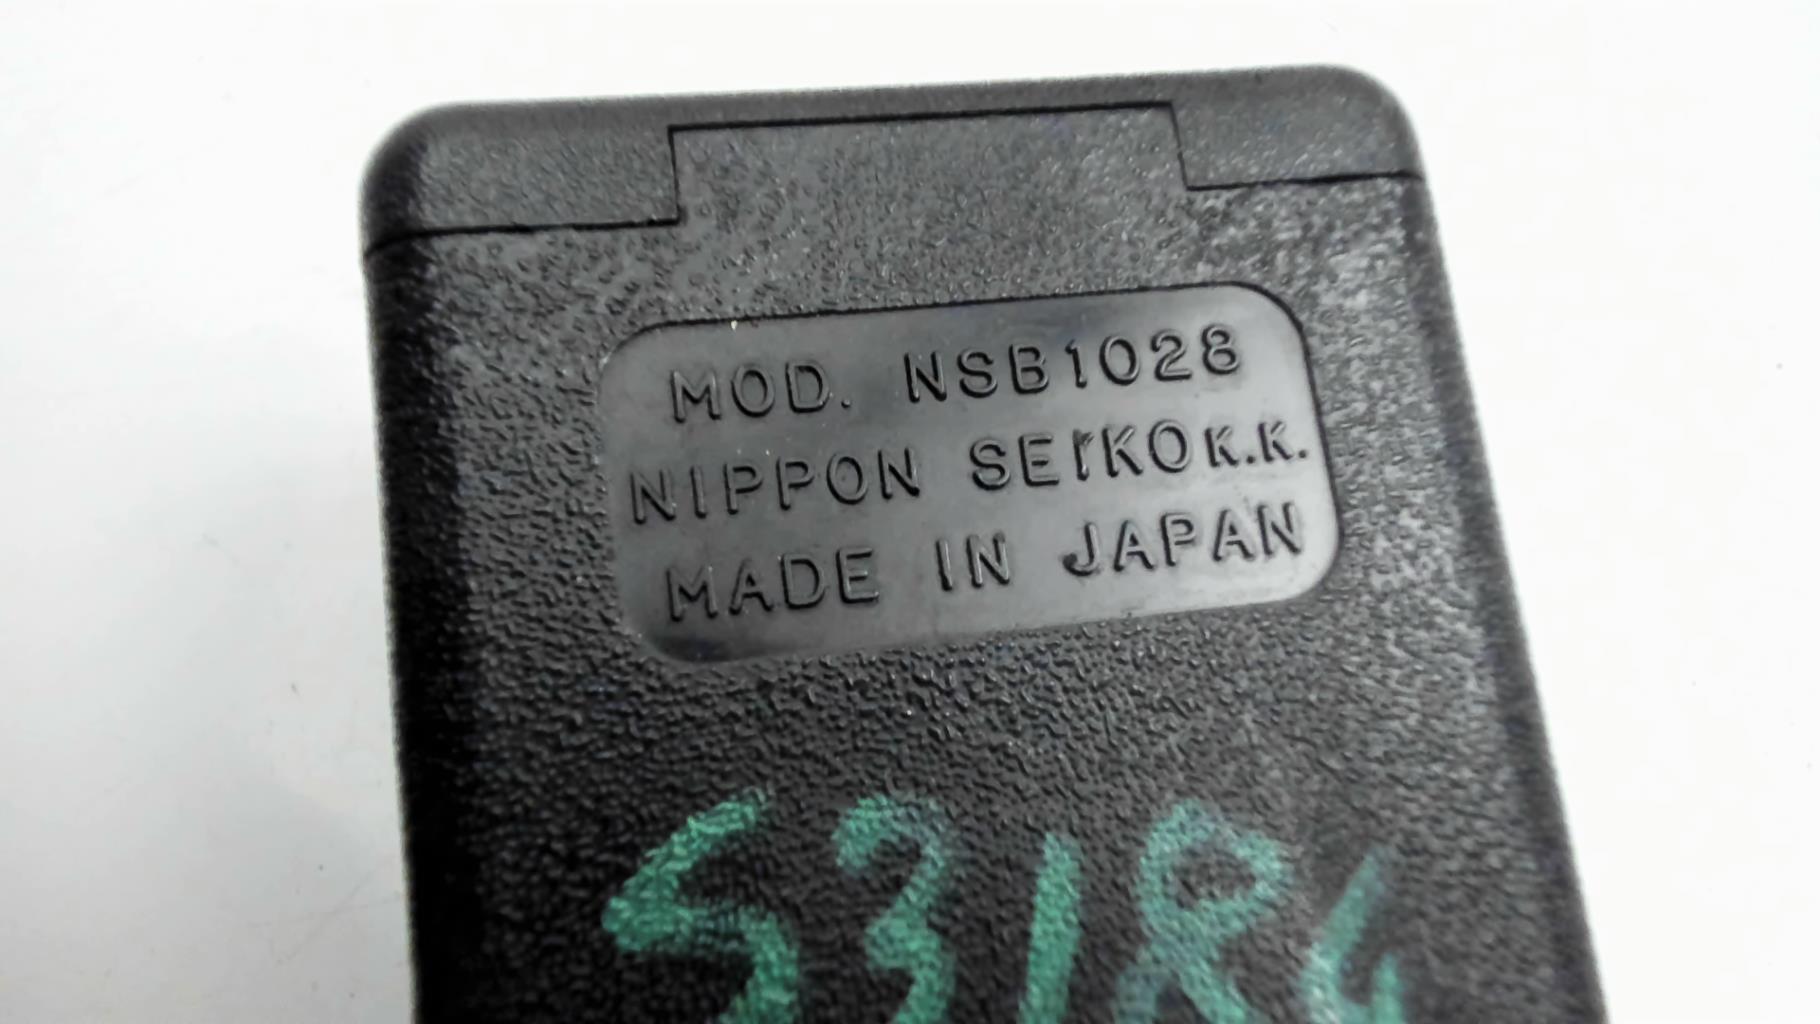 MOD. NSB1028
NIPPON SEIKO K.K.
MADE IN JAPAN